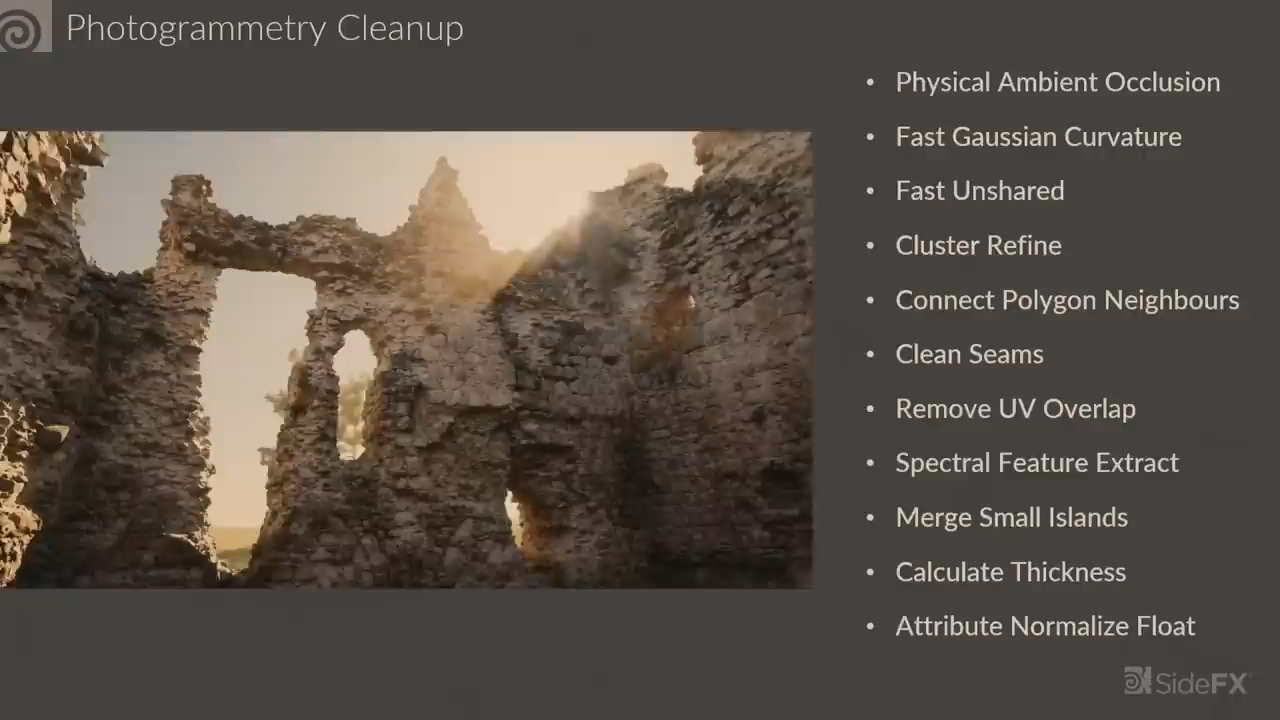 Photogrammetry Cleanup
• Physical Ambient Occlusion
• Fast Gaussian Curvature
• Fast Unshared
• Cluster Refine
• Connect Polygon Neighbours
• Clean Seams
• Remove UV Overlap
• Spectral Feature Extract
• Merge Small Islands
• Calculate Thickness
• Attribute Normalize Float
SideFX